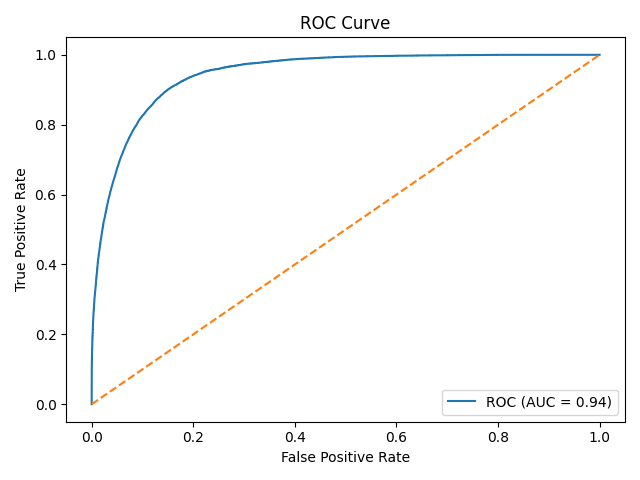 ROC Curve
1.0
0.8
0.6
0.4
0.2
0.0
True Positive Rate
ROC (AUC = 0.94)
0.0 0.2 0.4 0.6 0.8 1.0
False Positive Rate